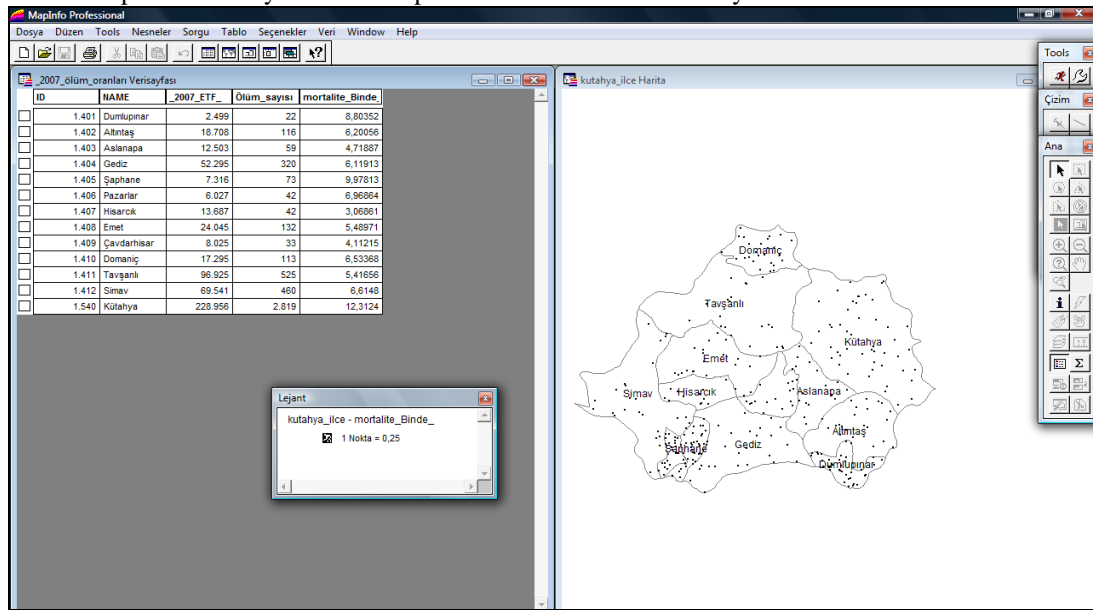 MapInfo Professional
Dosya Düzen Tools Nesneler Sorgu Tablo Seçenekler Veri Window Help
_2007_ölüm_oranları Verisayfası
ID NAME _2007_ETF_ Ölüm_sayısı mortalite_Binde_
1.401 Dumlupınar 2.499 22 8,80352
1.402 Altıntaş 18.708 116 6,20056
1.403 Aslanapa 12.503 59 4,71887
1.404 Gediz 52.295 320 6,11913
1.405 Şaphane 7.316 73 9,97813
1.406 Pazarlar 6.027 42 6,96864
1.407 Hisarcık 13.687 42 3,06861
1.408 Emet 24.045 132 5,48971
1.409 Çavdarhisar 8.025 33 4,11215
1.410 Domaniç 17.295 113 6,53368
1.411 Tavşanlı 96.925 525 5,41656
1.412 Simav 69.541 460 6,6148
1.540 Kütahya 228.956 2.819 12,3124
Lejant
kutahya_ilce - mortalite_Binde_
1 Nokta = 0,25
kutahya_ilce Harita
Domaniç
Tavşanlı
Kütahya
Emet
Simav
Hisarcık
Aslanapa
Altıntaş
Şaphane
Gediz
Dumlupınar
Tools
Çizim
Ana